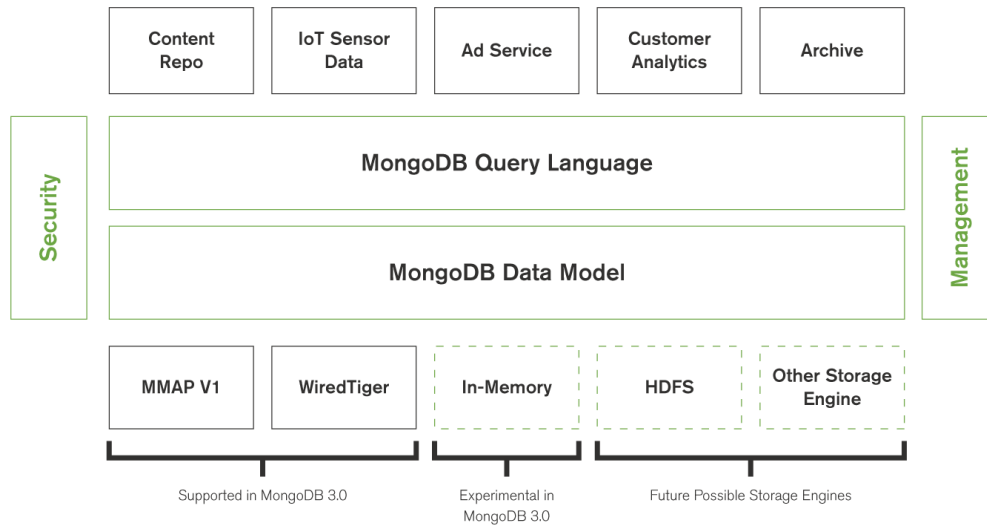 Content
Repo
IoT Sensor
Data
Ad Service
Customer
Analytics
Archive
Security
MongoDB Query Language
Management
MongoDB Data Model
MMAP V1
WiredTiger
In-Memory
HDFS
Other Storage
Engine
Supported in MongoDB 3.0
Experimental in
MongoDB 3.0
Future Possible Storage Engines